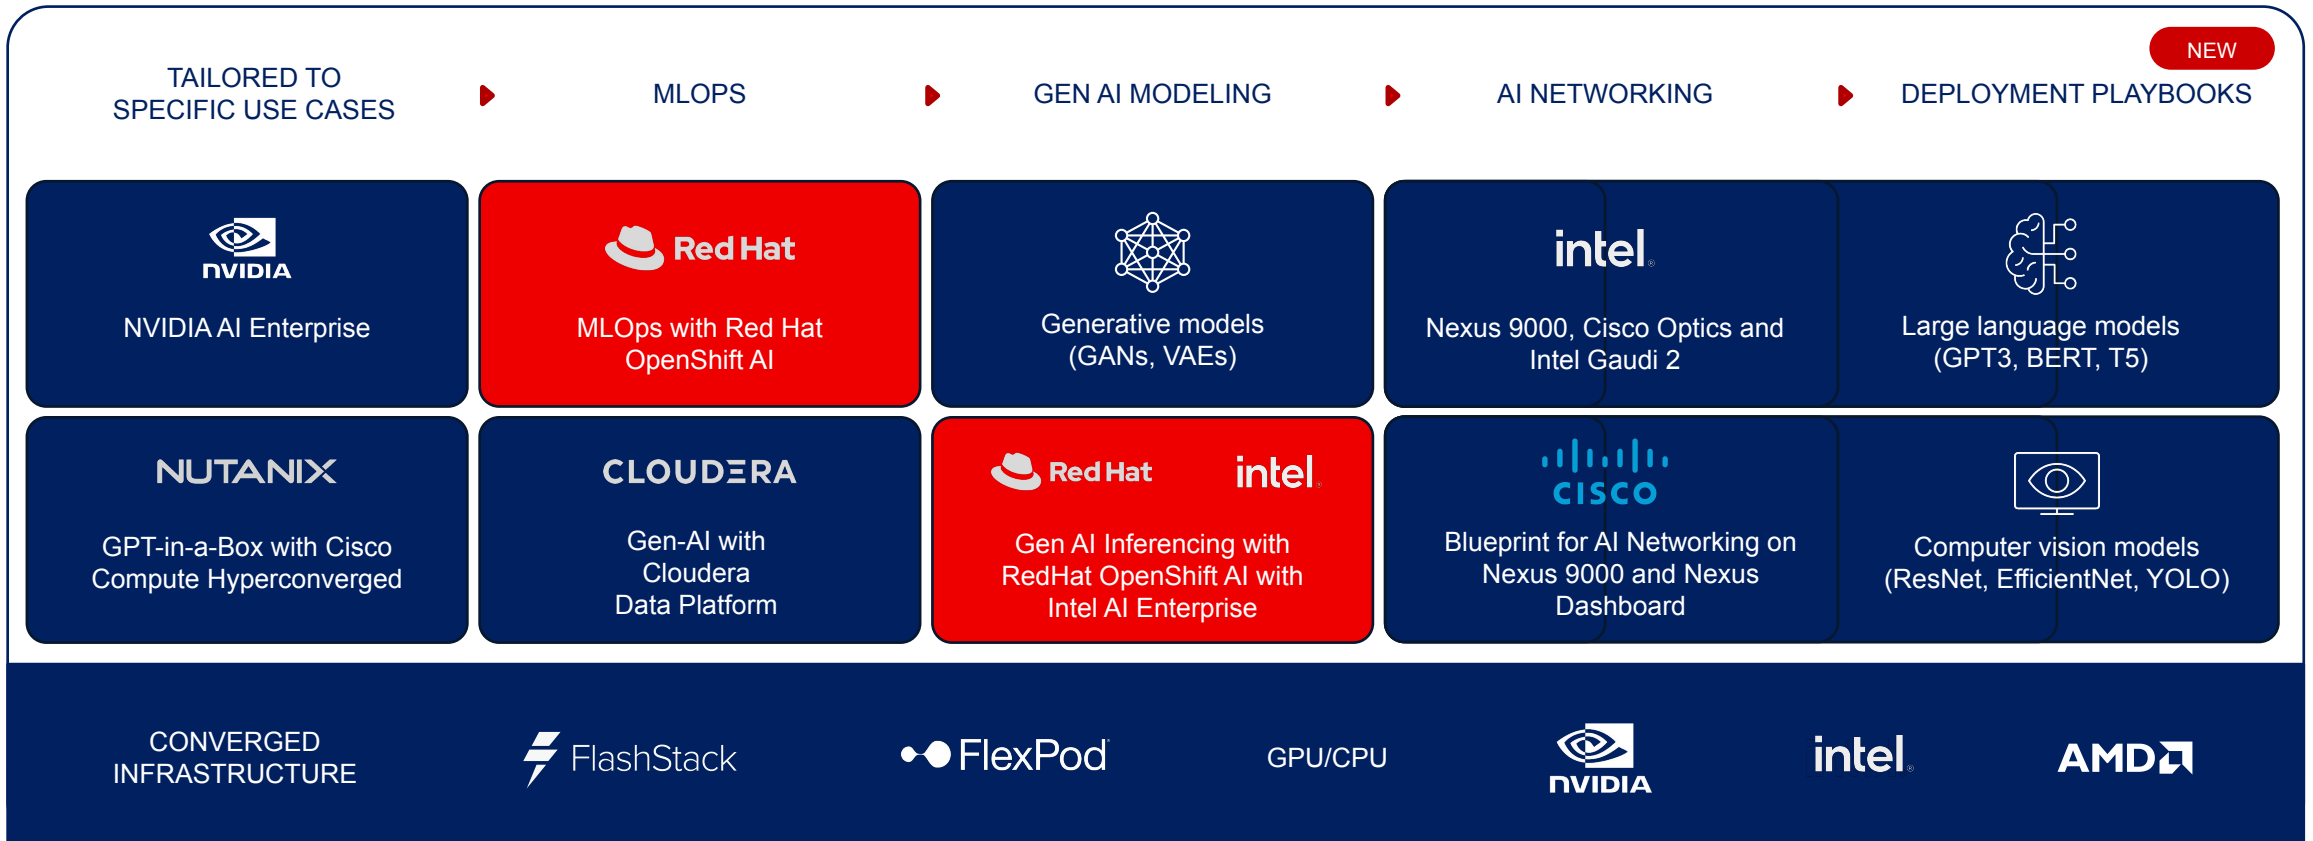 NEW
TAILORED TO
SPECIFIC USE CASES
MLOPS
GEN AI MODELING
AI NETWORKING
DEPLOYMENT PLAYBOOKS
NVIDIA
NVIDIA AI Enterprise
Red Hat
MLOps with Red Hat
OpenShift AI
Generative models
(GANs, VAEs)
intel
Nexus 9000, Cisco Optics and
Intel Gaudi 2
Large language models
(GPT3, BERT, T5)
NUTANIX
GPT-in-a-Box with Cisco
Compute Hyperconverged
CLOUDERA
Gen-AI with
Cloudera
Data Platform
Red Hat
intel
Gen AI Inferencing with
RedHat OpenShift AI with
Intel AI Enterprise
CISCO
Blueprint for AI Networking on
Nexus 9000 and Nexus
Dashboard
Computer vision models
(ResNet, EfficientNet, YOLO)
CONVERGED
INFRASTRUCTURE
FlashStack
FlexPod
GPU/CPU
NVIDIA
intel
AMD